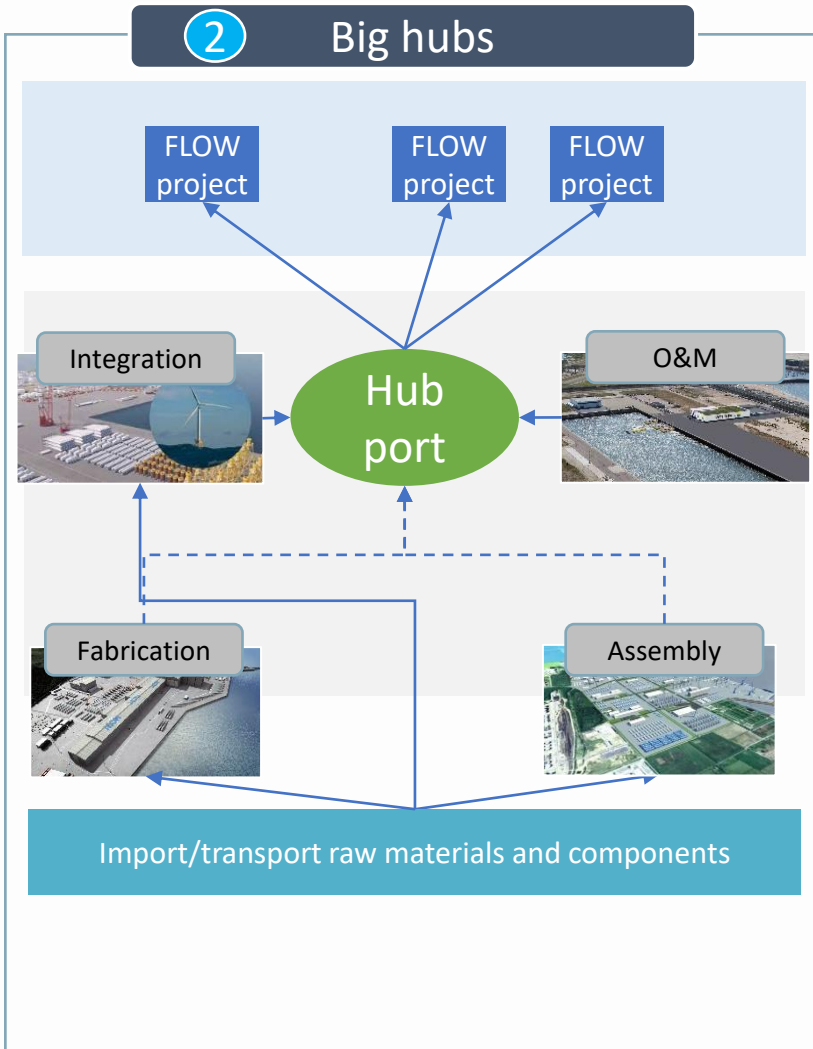 2 Big hubs
FLOW
project
FLOW
project
FLOW
project
Integration
O&M
Hub
port
Fabrication
Assembly
Import/transport raw materials and components